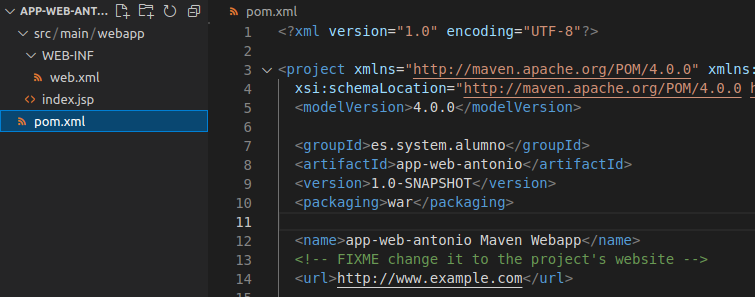 APP-WEB-ANT...
src/main/webapp
WEB-INF
web.xml
index.jsp
pom.xml
pom.xml
1 <?xml version="1.0" encoding="UTF-8"?>
2
3 <project xmlns="http://maven.apache.org/POM/4.0.0" xmlns:
4 xsi:schemaLocation="http://maven.apache.org/POM/4.0.0 h
5 <modelVersion>4.0.0</modelVersion>
6
7 <groupId>es.system.alumno</groupId>
8 <artifactId>app-web-antonio</artifactId>
9 <version>1.0-SNAPSHOT</version>
10 <packaging>war</packaging>
11
12 <name>app-web-antonio Maven Webapp</name>
13 <!-- FIXME change it to the project's website -->
14 <url>http://www.example.com</url>
15